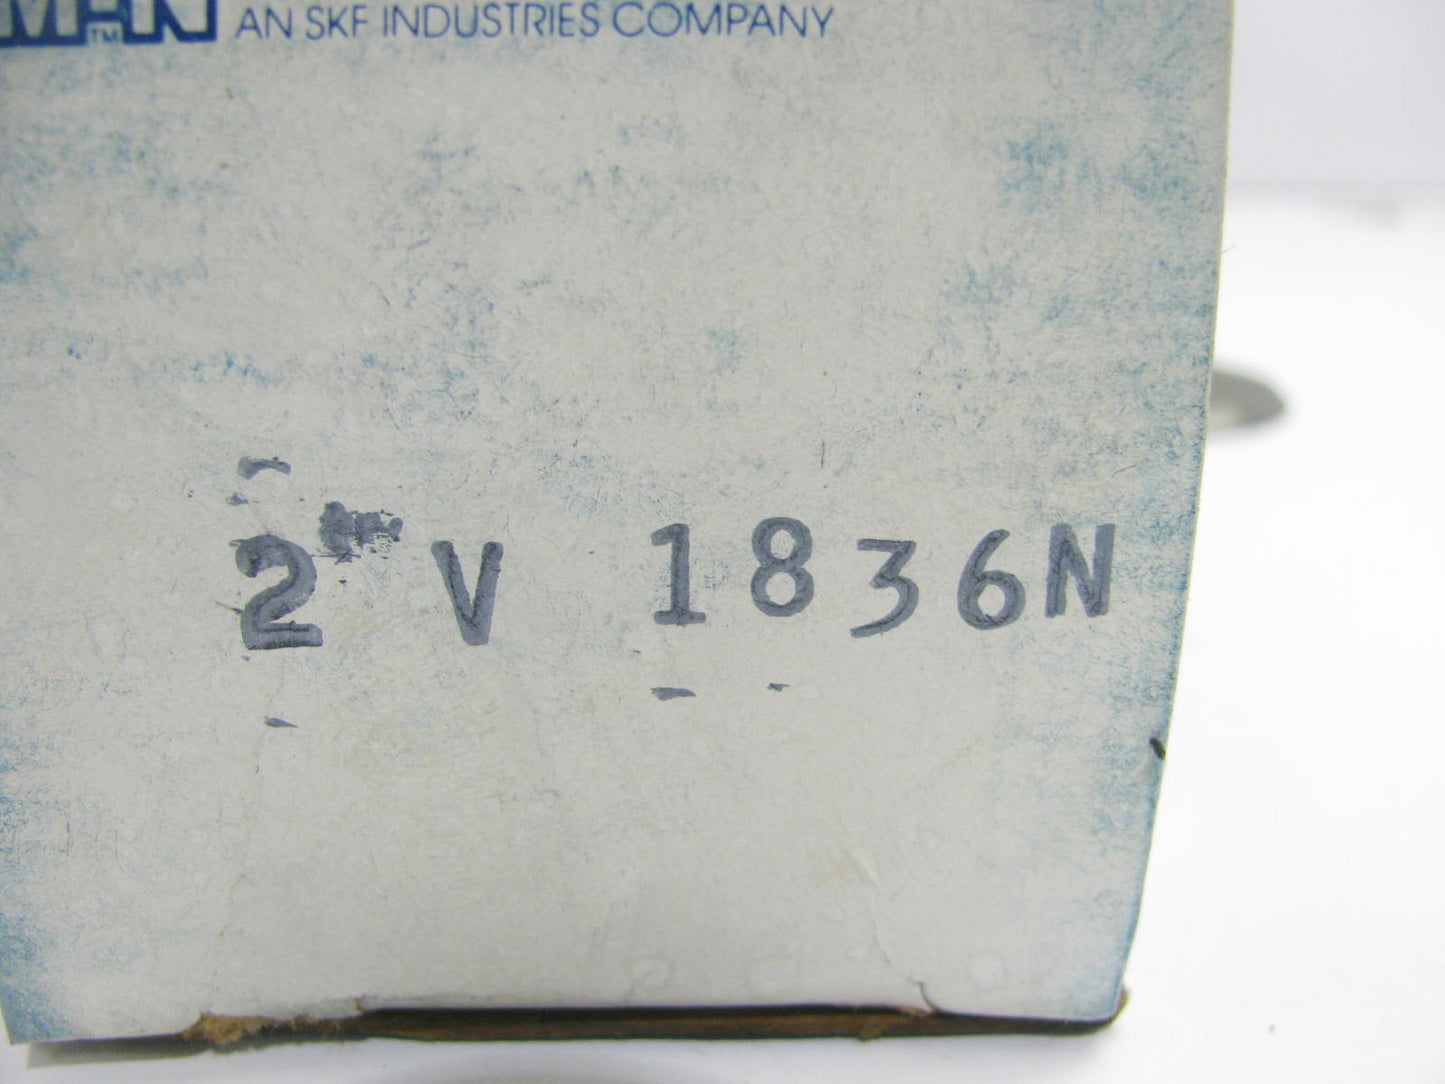 AN SKF INDUSTRIES COMPANY
2 V 1836N